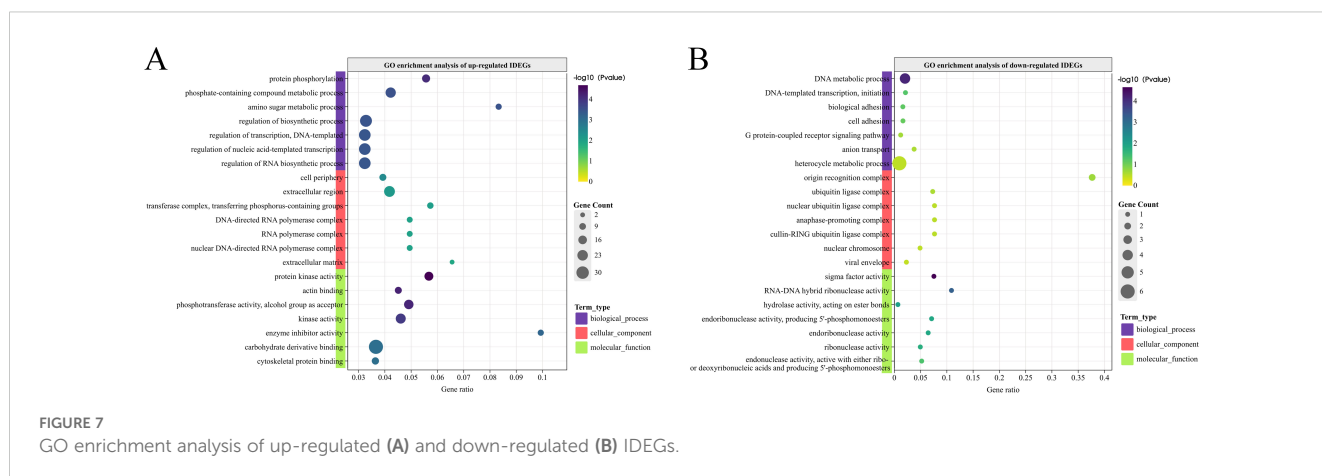 A
GO enrichment analysis of up-regulated IDEGs
protein phosphorylation
phosphate-containing compound metabolic process
amino sugar metabolic process
regulation of biosynthetic process
regulation of transcription, DNA-templated
regulation of nucleic acid-templated transcription
regulation of RNA biosynthetic process
cell periphery
extracellular region
transferase complex, transferring phosphorus-containing groups
DNA-directed RNA polymerase complex
RNA polymerase complex
nuclear DNA-directed RNA polymerase complex
extracellular matrix
protein kinase activity
actin binding
phosphotransferase activity, alcohol group as acceptor
kinase activity
enzyme inhibitor activity
carbohydrate derivative binding
cytoskeletal protein binding
0.03 0.04 0.05 0.06 0.07 0.08 0.09 0.1
Gene ratio
-log10 (Pvalue)
4
3
2
1
0
Gene Count
2
9
16
23
30
Term_type
biological_process
cellular_component
molecular_function
B
GO enrichment analysis of down-regulated IDEGs
DNA metabolic process
DNA-templated transcription, initiation
biological adhesion
cell adhesion
G protein-coupled receptor signaling pathway
anion transport
heterocycle metabolic process
origin recognition complex
ubiquitin ligase complex
nuclear ubiquitin ligase complex
anaphase-promoting complex
cullin-RING ubiquitin ligase complex
nuclear chromosome
viral envelope
sigma factor activity
RNA-DNA hybrid ribonuclease activity
hydrolase activity, acting on ester bonds
endoribonuclease activity, producing 5'-phosphomonoesters
endoribonuclease activity
ribonuclease activity
endonuclease activity, active with either ribo-
or deoxyribonucleic acids and producing 5'-phosphomonoesters
0 0.05 0.1 0.15 0.2 0.25 0.3 0.35 0.4
Gene ratio
-log10 (Pvalue)
4
3
2
1
0
Gene Count
1
2
3
4
5
6
Term_type
biological_process
cellular_component
molecular_function
FIGURE 7
GO enrichment analysis of up-regulated (A) and down-regulated (B) IDEGs.